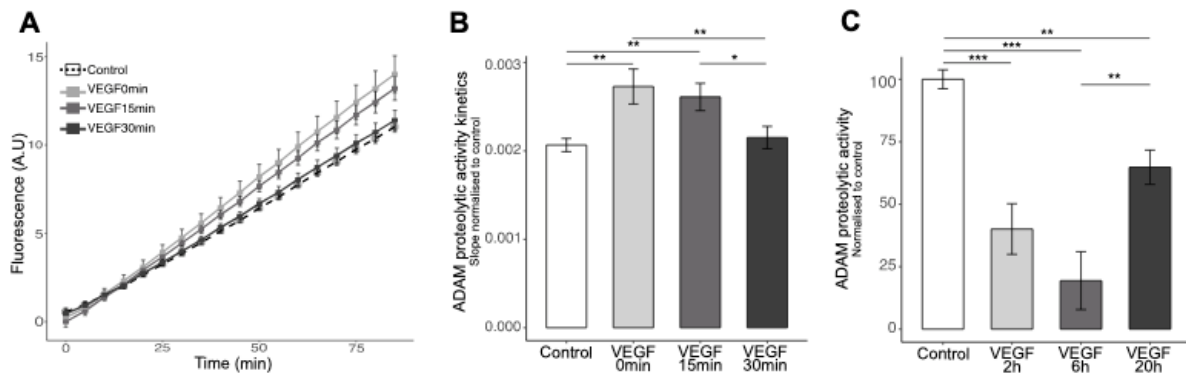 A
Fluorescence (A.U)
15
10
5
0
Control
VEGF0min
VEGF15min
VEGF30min
0
25
50
75
Time (min)
B
ADAM proteolytic activity kinetics
Slope normalised to control
0.003
0.002
0.001
0.000
**
**
**
*
Control
VEGF
0min
VEGF
15min
VEGF
30min
C
ADAM proteolytic activity
Normalised to control
100
75
50
25
0
**
***
***
**
Control
VEGF
2h
VEGF
6h
VEGF
20h